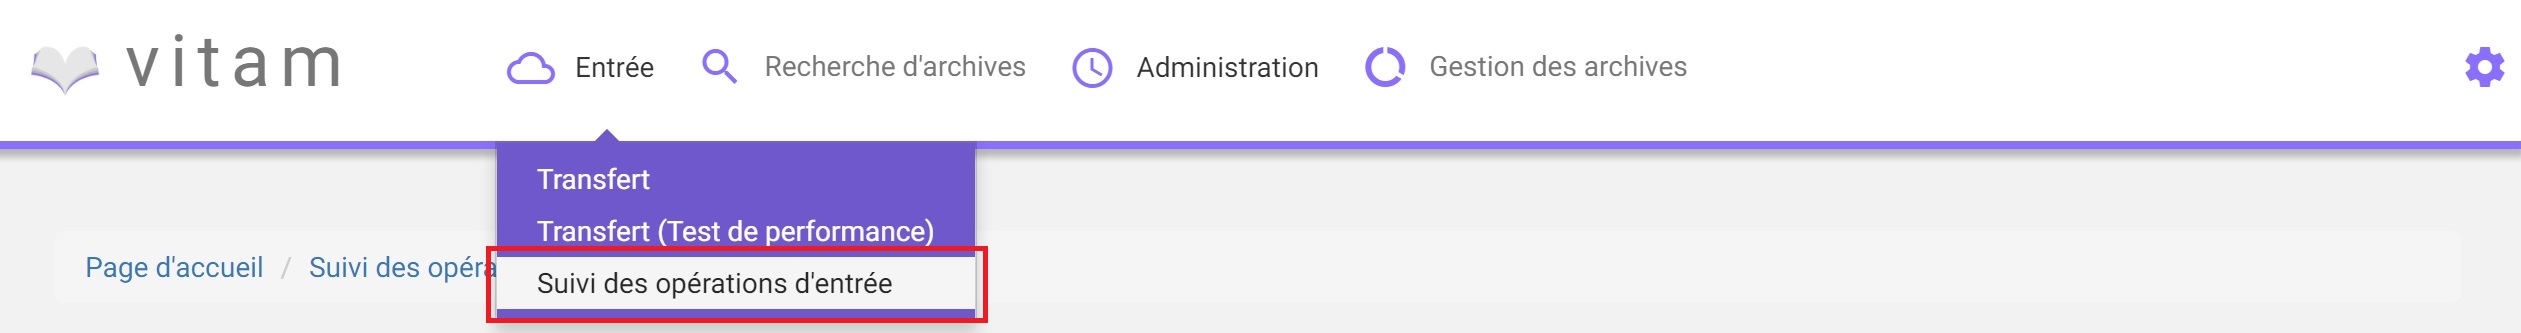 vitam
Entrée
Recherche d'archives
Administration
Gestion des archives
Transfert
Transfert (Test de performance)
Suivi des opérations d'entrée
Page d'accueil / Suivi des opéra